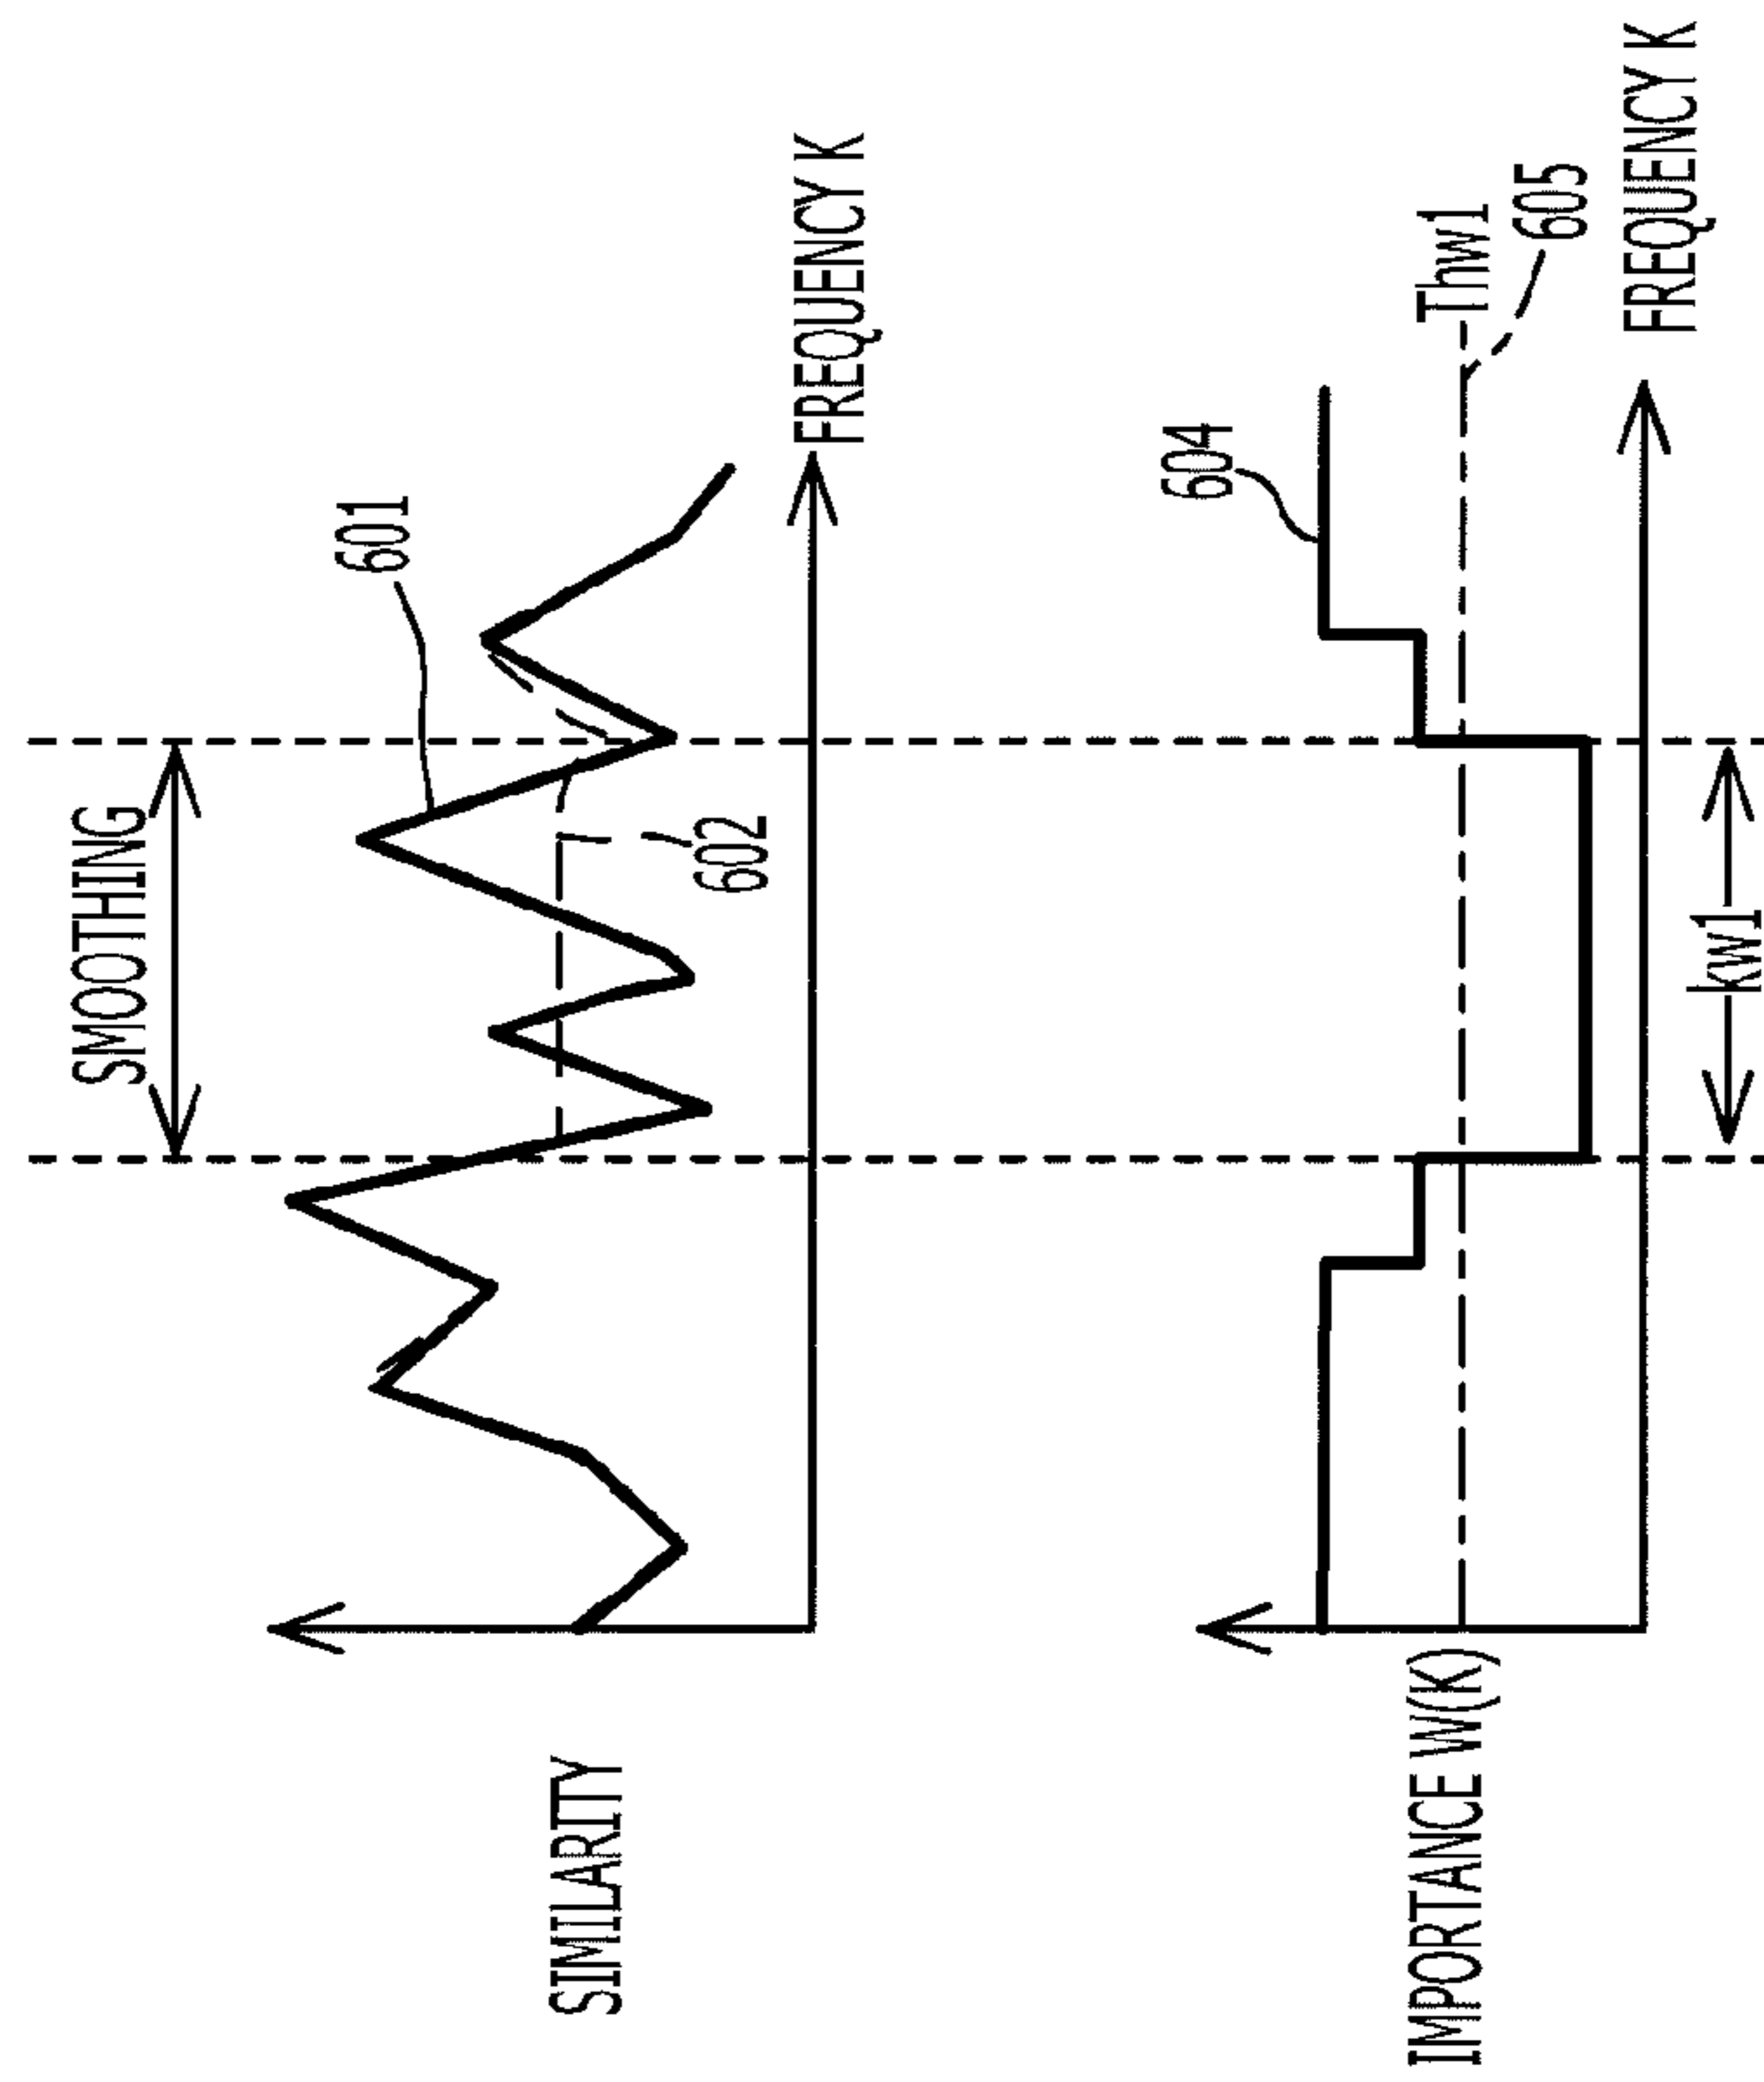 SMOOTHING
601
602
SIMILARITY
FREQUENCY K
604
Thw1
605
IMPORTANCE W(K)
FREQUENCY K
kw1